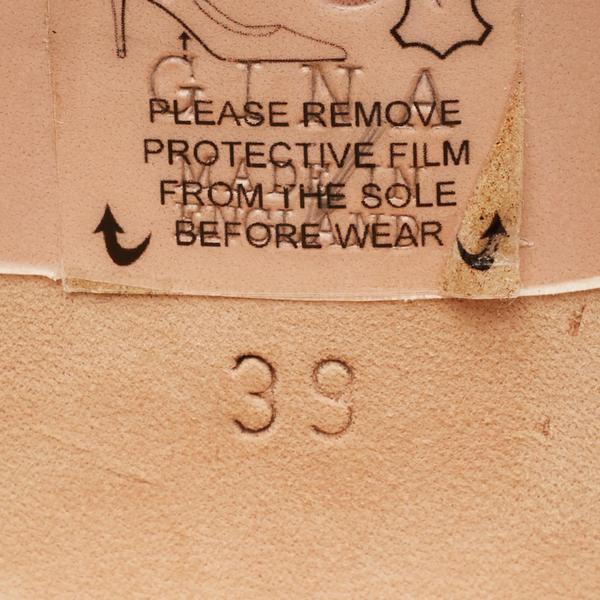 GINA
PLEASE REMOVE
PROTECTIVE FILM
MADE IN
FROM THE SOLE
ENGLAND
BEFORE WEAR
39